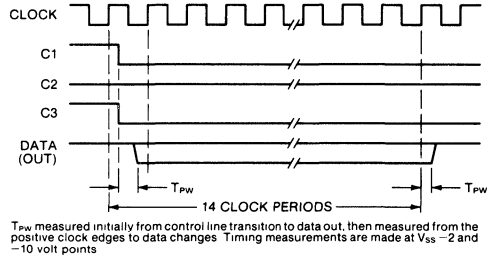 CLOCK
C1
C2
C3
DATA
(OUT)
TPW
TPW
14 CLOCK PERIODS
TPW measured initially from control line transition to data out, then measured from the
positive clock edges to data changes Timing measurements are made at VSS −2 and
−10 volt points